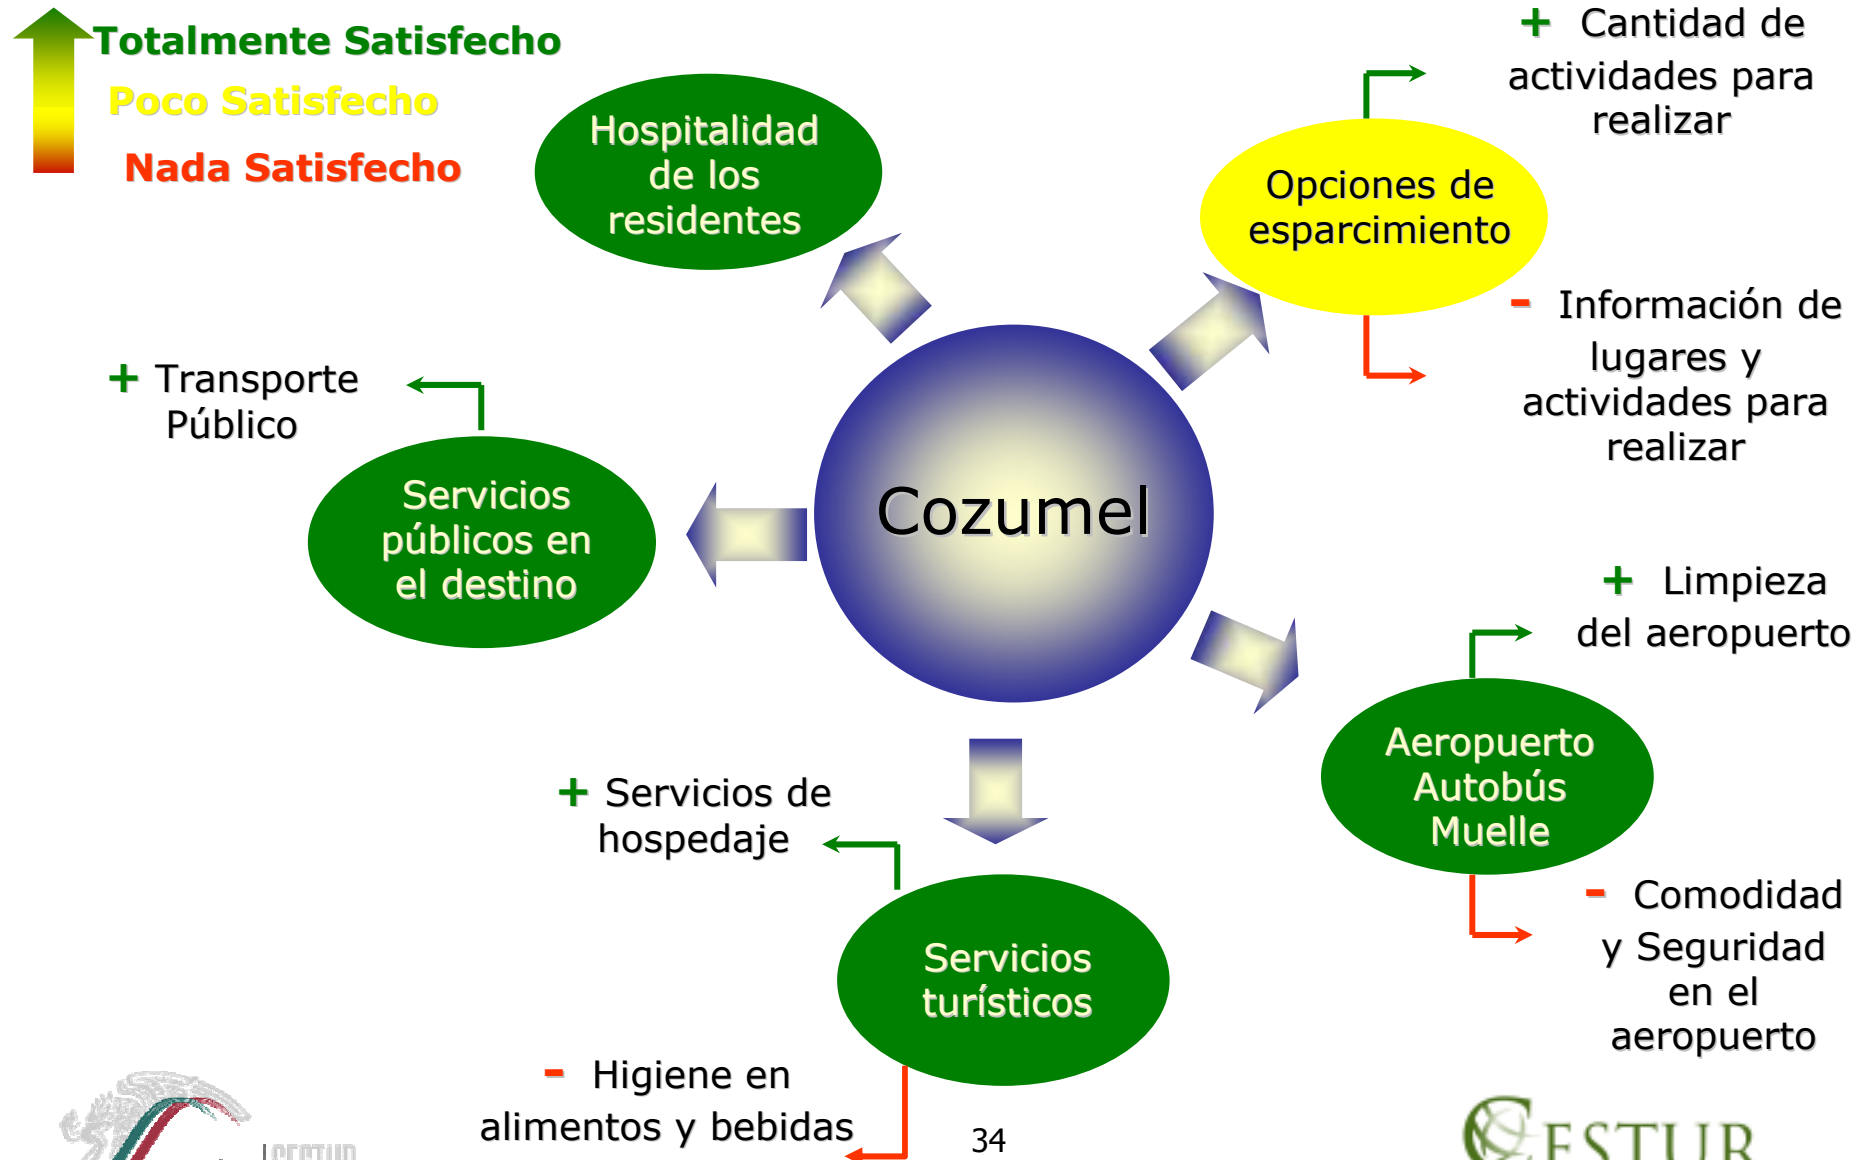 Totalmente Satisfecho
Poco Satisfecho
Nada Satisfecho
Hospitalidad
de los
residentes
+ Cantidad de
actividades para
realizar
Opciones de
esparcimiento
- Información de
lugares y
actividades para
realizar
+ Transporte
Público
Servicios
públicos en
el destino
Cozumel
+ Limpieza
del aeropuerto
Aeropuerto
Autobús
Muelle
- Comodidad
y Seguridad
en el
aeropuerto
+ Servicios de
hospedaje
Servicios
turísticos
- Higiene en
alimentos y bebidas
34
SECTUR
CESTUR